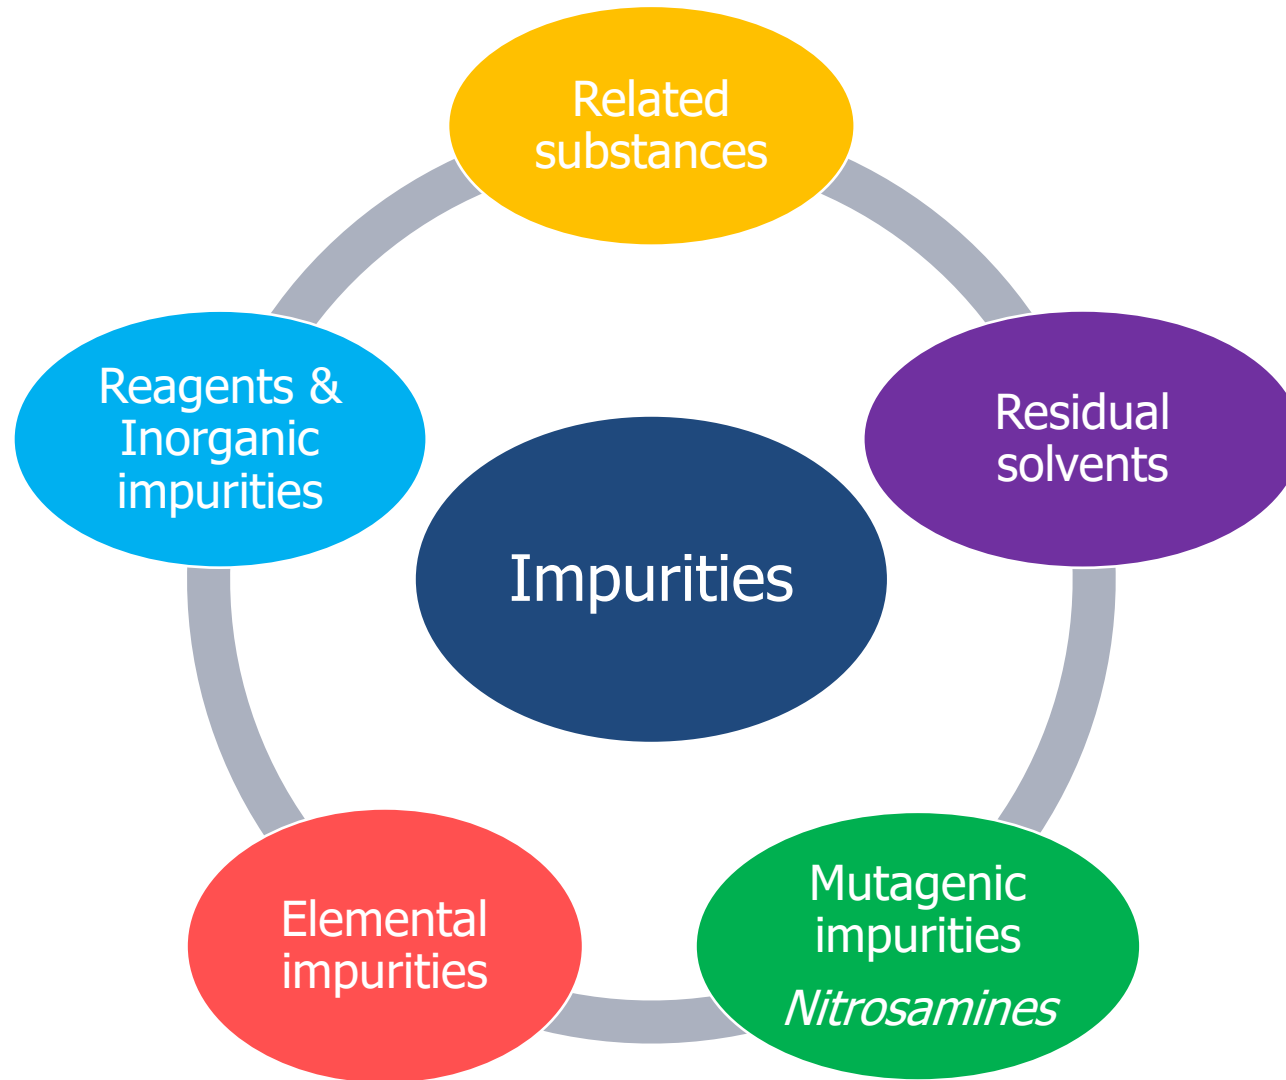 Related
substances
Residual
solvents
Mutagenic
impurities
Nitrosamines
Elemental
impurities
Reagents &
Inorganic
impurities
Impurities